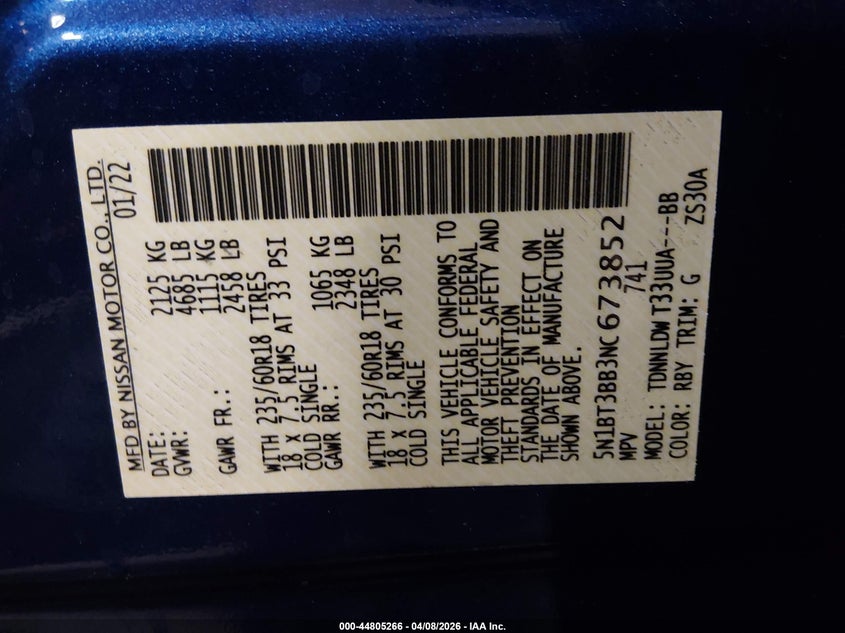 MFD BY NISSAN MOTOR CO., LTD.
DATE: 01/22
GVWR: 2125 KG
4685 LB
GAWR FR.: 1115 KG
2458 LB
WITH 235/60R18 TIRES
18 X 7.5 RIMS AT 33 PSI
COLD SINGLE
GAWR RR.: 1065 KG
2348 LB
WITH 235/60R18 TIRES
18 X 7.5 RIMS AT 30 PSI
COLD SINGLE
THIS VEHICLE CONFORMS TO
ALL APPLICABLE FEDERAL
MOTOR VEHICLE SAFETY AND
THEFT PREVENTION
STANDARDS IN EFFECT ON
THE DATE OF MANUFACTURE
SHOWN ABOVE.
5N1BT3BB3NC673852
MPV 741
MODEL: TDNNLDW T33UUA---BB
COLOR: RBY TRIM: G ZS30A
000-44805266 - 04/08/2026 - IAA Inc.